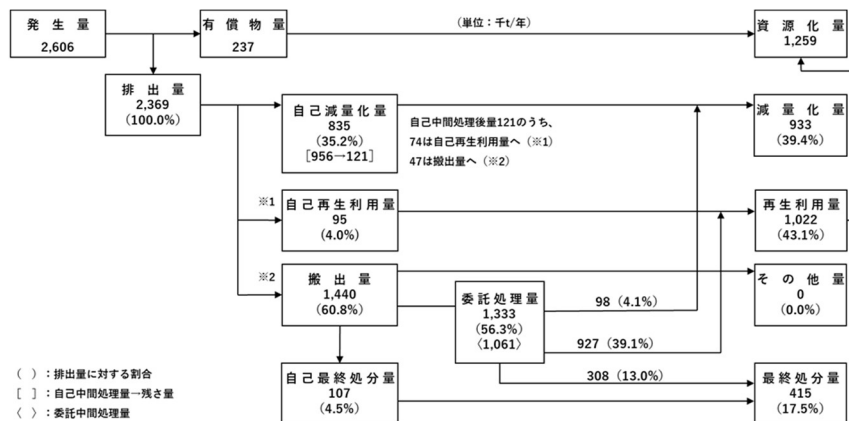 発生量
2,606
有償物量
237
(単位:千t/年)
資源化量
1,259
排出量
2,369
(100.0%)
自己減量化量
835
(35.2%)
[956→121]
自己中間処理後量121のうち、
74は自己再生利用量へ(※1)
47は搬出量へ(※2)
減量化量
933
(39.4%)
※1
自己再生利用量
95
(4.0%)
再生利用量
1,022
(43.1%)
※2
搬出量
1,440
(60.8%)
委託処理量
1,333
(56.3%)
〈1,061〉
98(4.1%)
927(39.1%)
308(13.0%)
その他量
0
(0.0%)
自己最終処分量
107
(4.5%)
最終処分量
415
(17.5%)
( ):排出量に対する割合
[ ]:自己中間処理量→残さ量
〈 〉:委託中間処理量